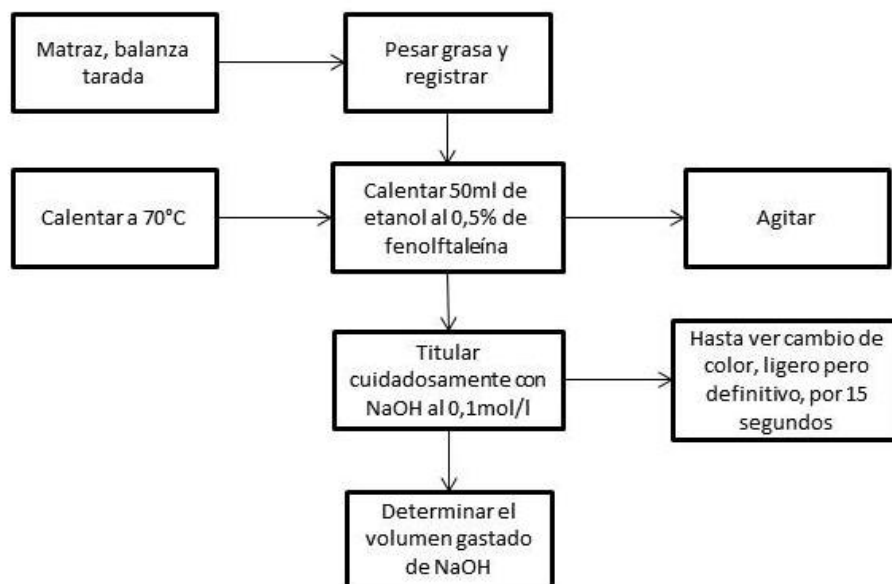 Matraz, balanza
tarada
Pesar grasa y
registrar
Calentar a 70°C
Calentar 50ml de
etanol al 0,5% de
fenolftaleína
Agitar
Titular
cuidadosamente con
NaOH al 0,1mol/l
Hasta ver cambio de
color, ligero pero
definitivo, por 15
segundos
Determinar el
volumen gastado
de NaOH